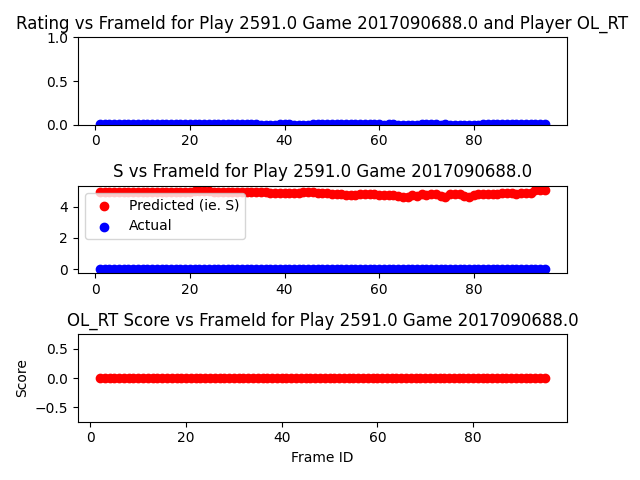 Rating vs FrameId for Play 2591.0 Game 2017090688.0 and Player OL_RT
1.0
0.5
0.0
0 20 40 60 80
S vs FrameId for Play 2591.0 Game 2017090688.0
4
2
0
Predicted (ie. S)
Actual
0 20 40 60 80
OL_RT Score vs FrameId for Play 2591.0 Game 2017090688.0
Score
0.5
0.0
−0.5
0 20 40 60 80
Frame ID